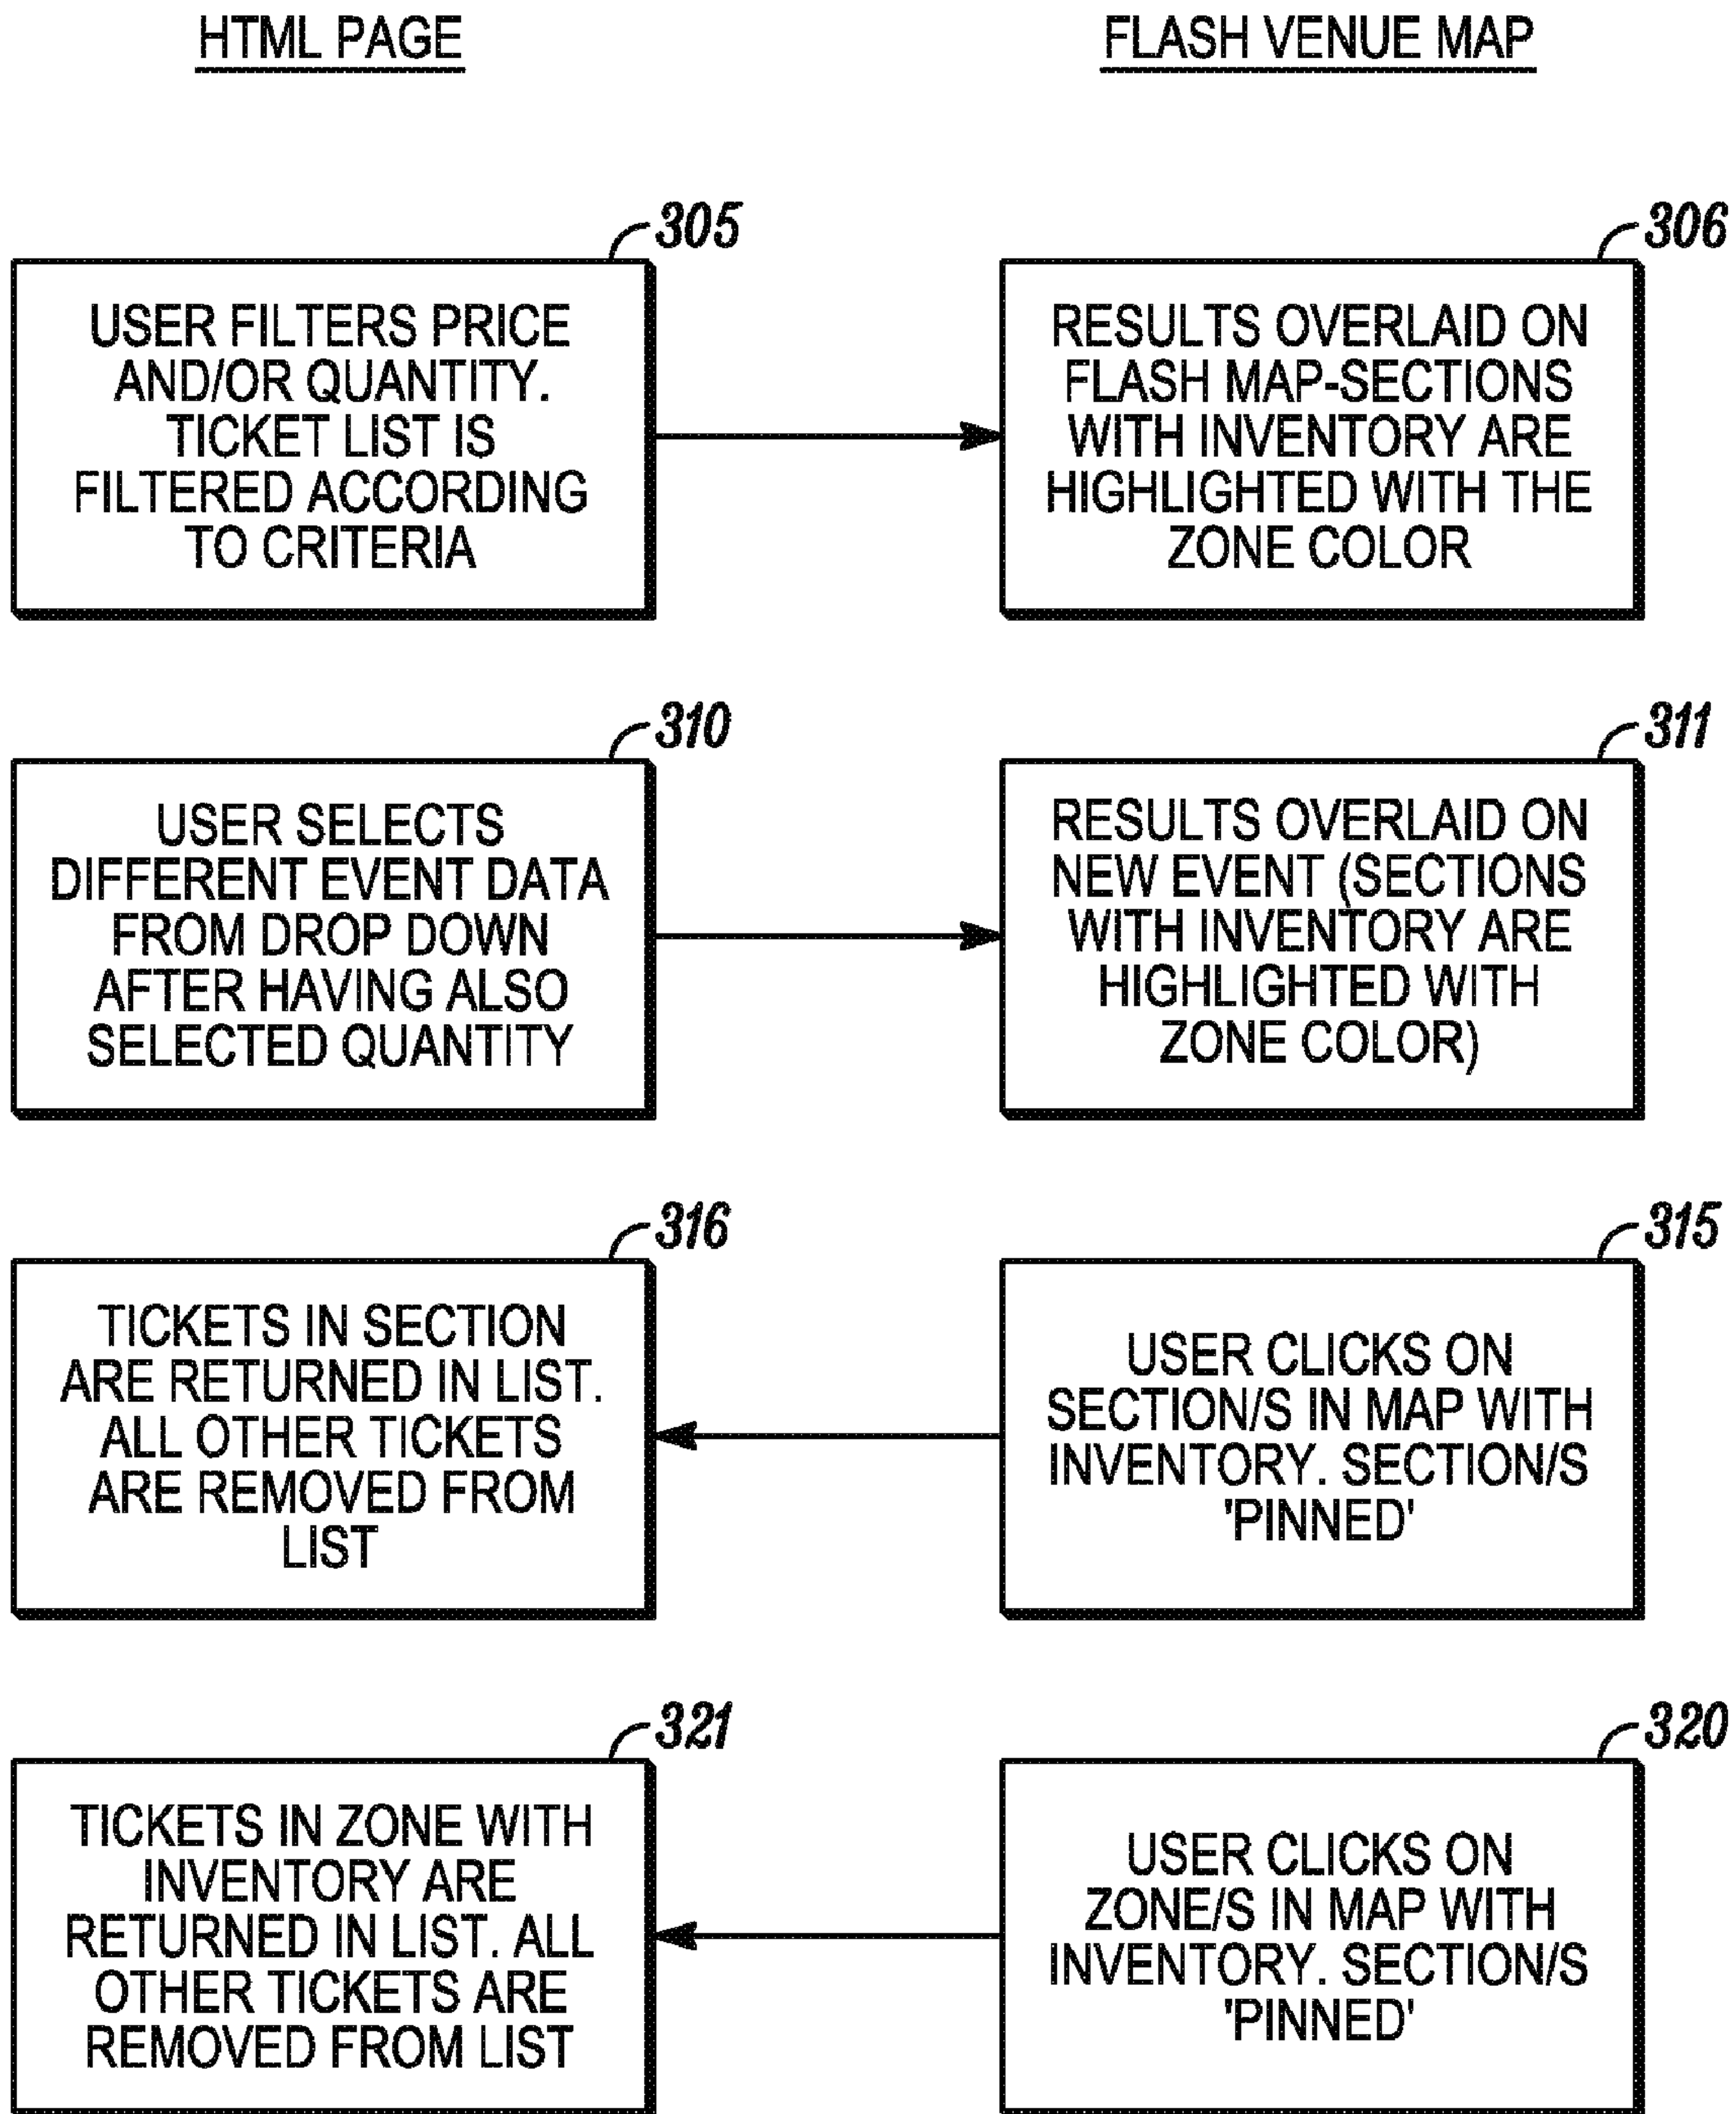 HTML PAGE
FLASH VENUE MAP
305
USER FILTERS PRICE
AND/OR QUANTITY.
TICKET LIST IS
FILTERED ACCORDING
TO CRITERIA
306
RESULTS OVERLAID ON
FLASH MAP-SECTIONS
WITH INVENTORY ARE
HIGHLIGHTED WITH THE
ZONE COLOR
310
USER SELECTS
DIFFERENT EVENT DATA
FROM DROP DOWN
AFTER HAVING ALSO
SELECTED QUANTITY
311
RESULTS OVERLAID ON
NEW EVENT (SECTIONS
WITH INVENTORY ARE
HIGHLIGHTED WITH
ZONE COLOR)
316
TICKETS IN SECTION
ARE RETURNED IN LIST.
ALL OTHER TICKETS
ARE REMOVED FROM
LIST
315
USER CLICKS ON
SECTION/S IN MAP WITH
INVENTORY. SECTION/S
'PINNED'
321
TICKETS IN ZONE WITH
INVENTORY ARE
RETURNED IN LIST. ALL
OTHER TICKETS ARE
REMOVED FROM LIST
320
USER CLICKS ON
ZONE/S IN MAP WITH
INVENTORY. SECTION/S
'PINNED'